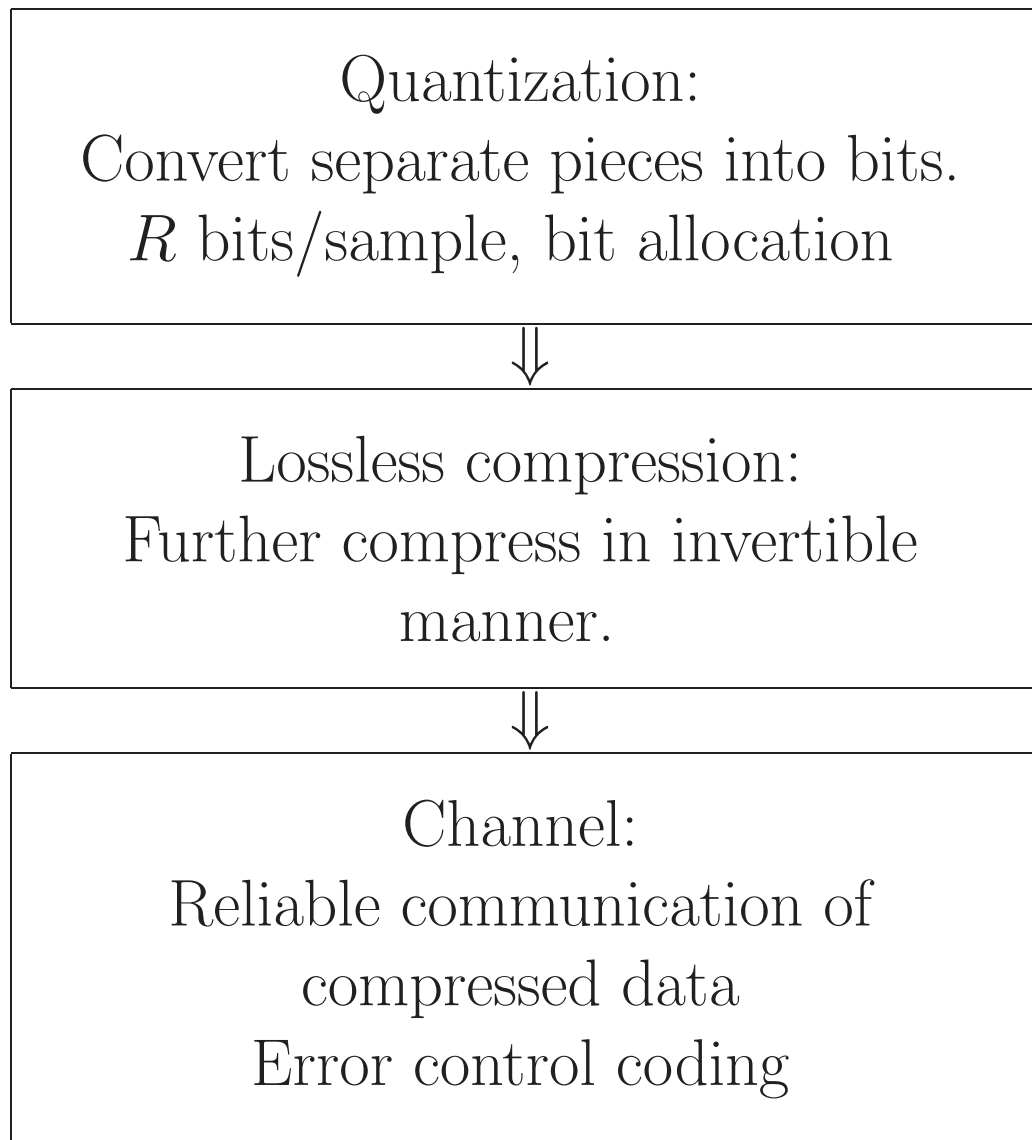 Quantization:
Convert separate pieces into bits.
R bits/sample, bit allocation
⇓
Lossless compression:
Further compress in invertible
manner.
⇓
Channel:
Reliable communication of
compressed data
Error control coding